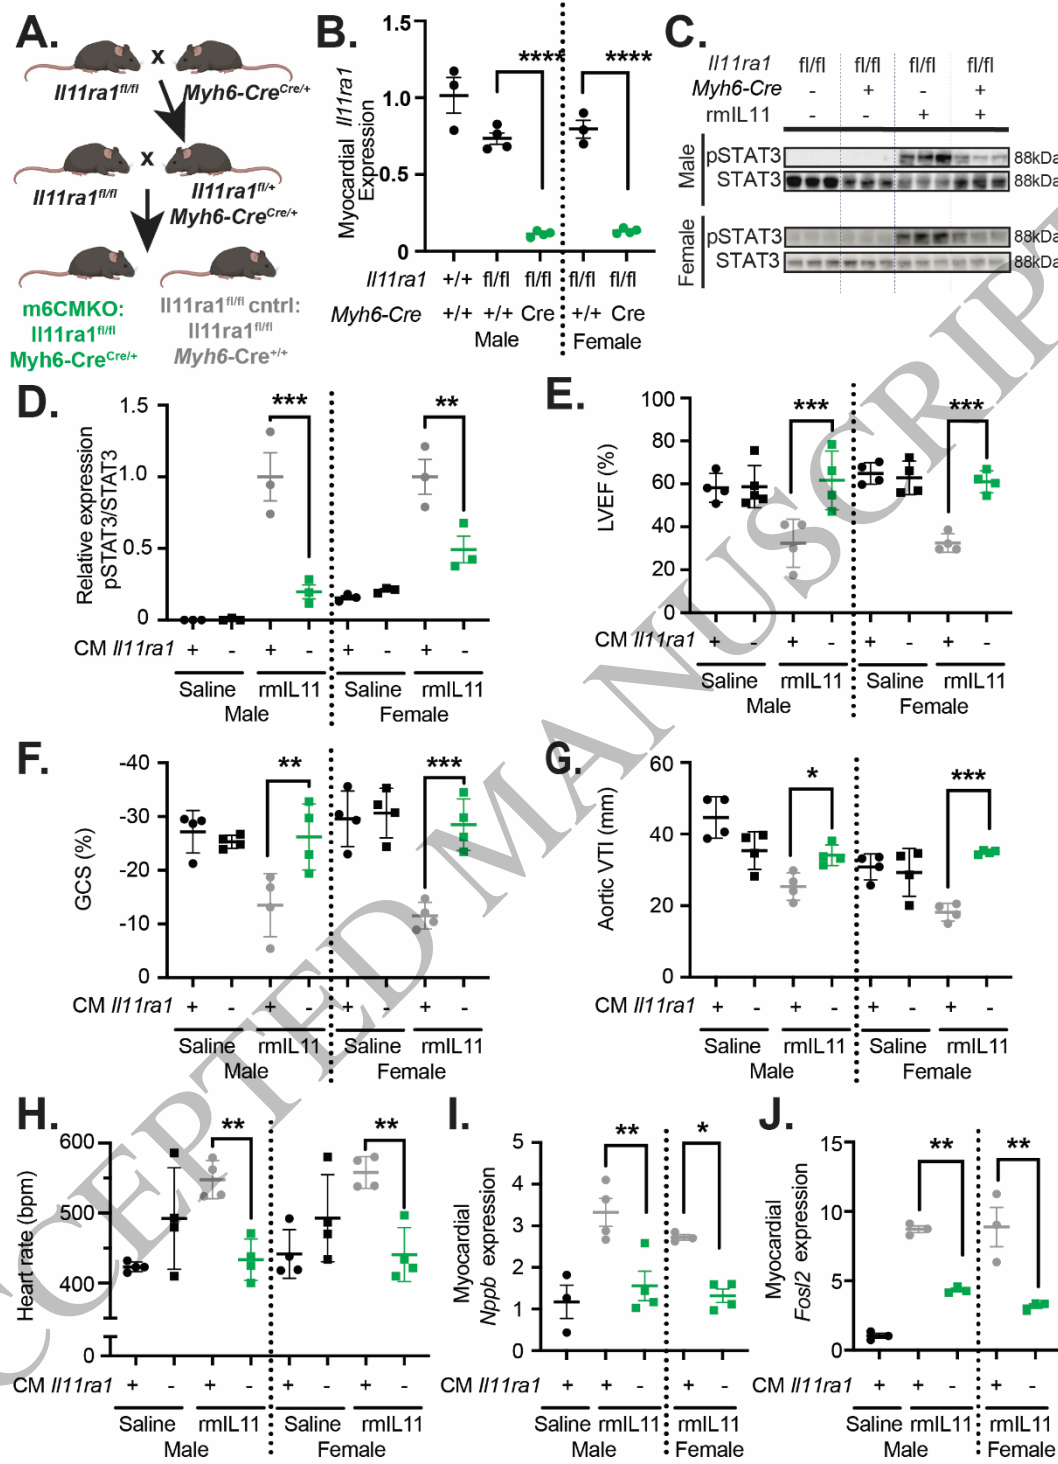 A.
x
Il11ra1fl/fl
Myh6-CreCre/+
x
Il11ra1fl/fl
Il11ra1fl/+
Myh6-CreCre/+
m6CMKO:
Il11ra1fl/fl
Myh6-CreCre/+
Il11ra1fl/fl cntrl:
Il11ra1fl/fl
Myh6-Cre+/+
B.
Myocardial Il11ra1
Expression
1.5
1.0
0.5
0
**** ****
Il11ra1 +/+ fl/fl fl/fl fl/fl fl/fl
Myh6-Cre +/+ +/+ Cre +/+ Cre
Male Female
C.
Il11ra1 fl/fl fl/fl fl/fl fl/fl
Myh6-Cre - + - +
rmIL11 - - + +
Male
pSTAT3 88kDa
STAT3 88kDa
Female
pSTAT3 88kDa
STAT3 88kDa
D.
Relative expression
pSTAT3/STAT3
1.5
1.0
0.5
0
*** **
CM Il11ra1 + - + - + - + -
Saline rmIL11 Saline rmIL11
Male Female
E.
LVEF (%)
100
80
60
40
20
0
*** ***
CM Il11ra1 + - + - + - + -
Saline rmIL11 Saline rmIL11
Male Female
F.
GCS (%)
-40
-30
-20
-10
0
** ***
CM Il11ra1 + - + - + - + -
Saline rmIL11 Saline rmIL11
Male Female
G.
Aortic VTI (mm)
60
40
20
0
* ***
CM Il11ra1 + - + - + - + -
Saline rmIL11 Saline rmIL11
Male Female
H.
Heart rate (bpm)
600
500
400
0
** **
CM Il11ra1 + - + - + - + -
Saline rmIL11 Saline rmIL11
Male Female
I.
Myocardial
Nppb expression
5
4
3
2
1
0
** *
CM Il11ra1 + + - + -
Saline rmIL11 rmIL11
Male Female
J.
Myocardial
Fosl2 expression
15
10
5
0
** **
CM Il11ra1 + + - + -
Saline rmIL11 rmIL11
Male Female
CCEPTED MANUSCRIPT